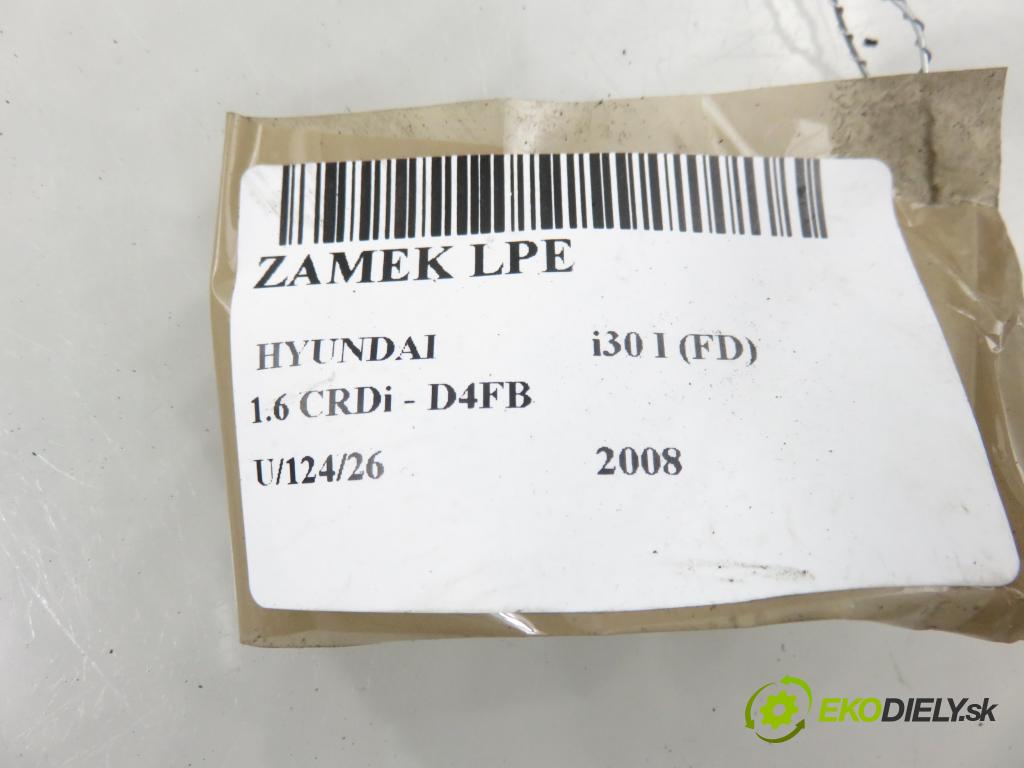 ZAMEK LPE
HYUNDAI i30 I (FD)
1.6 CRDi - D4FB
U/124/26 2008
EKODIELY.sk